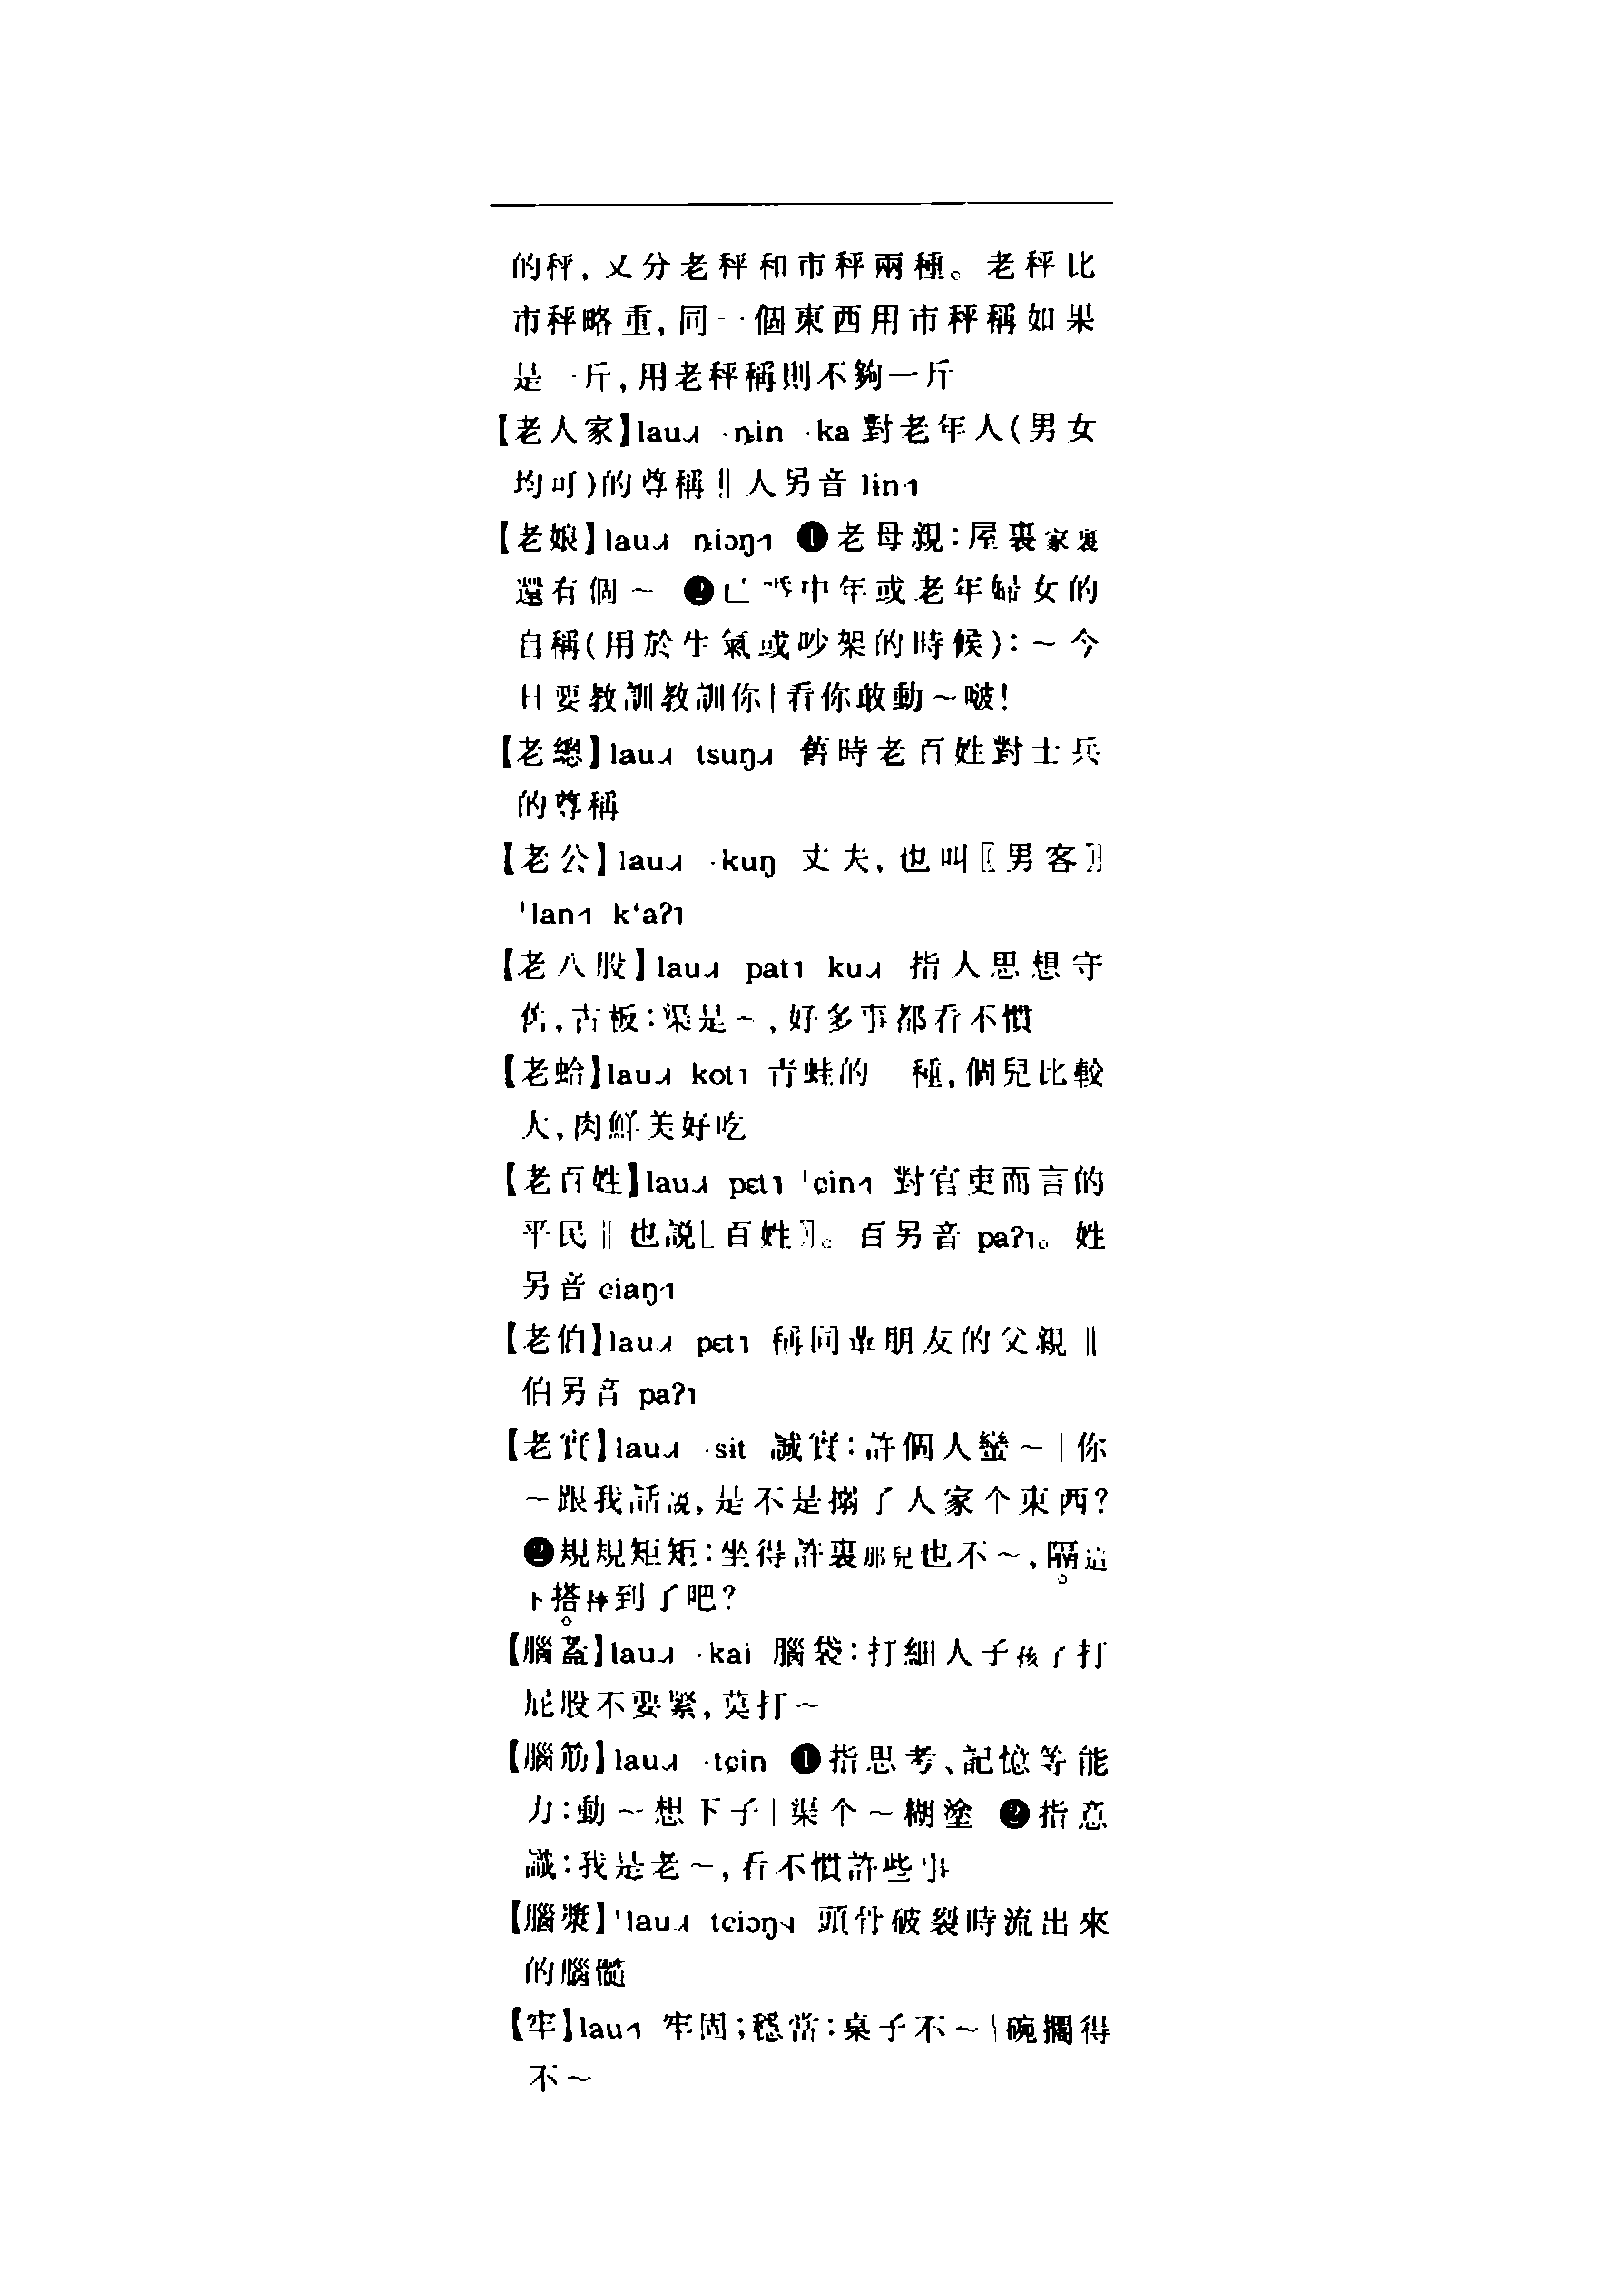 的秤，又分老秤和市秤兩種。老秤比
市秤略重，同一個東西用市秤稱如果
是一斤，用老秤稱則不夠一斤
【老人家】lau˨˩ ·ȵin ·ka 對老年人（男女
均可）的尊稱‖人另音 lin
【老娘】lau ȵiɔŋ ❶老母親：屋裏家裏
還有個～ ❷已婚中年或老年婦女的
自稱（用於生氣或吵架的時候）：～今
日要教訓教訓你|看你敢動～啵！
【老總】lau tsuŋ 舊時老百姓對士兵
的尊稱
【老公】lau ·kuŋ 丈夫，也叫〖男客〗
ˈlan kʻaʔ
【老八股】lau pat ku 指人思想守
舊，古板：渠是～，好多事都看不慣
【老蛤】lau kot 青蛙的 種，個兒比較
大，肉鮮美好吃
【老百姓】lau pɛt ˈɕin 對官吏而言的
平民‖也説〖百姓〗。百另音 paʔ。姓
另音 ɕiaŋ
【老伯】lau pɛt 稱同輩朋友的父親‖
伯另音 paʔ
【老實】lau ·sit 誠實：許個人蠻～|你
～跟我話説，是不是搦了人家个東西？
❷規規矩矩：坐得許裏那兒也不～，隔這
下搭摔到了吧？
【腦蓋】lau ·kai 腦袋：打細人子孩子打
屁股不要緊，莫打～
【腦筋】lau ·tɕin ❶指思考、記憶等能
力：動～想下子|渠个～糊塗 ❷指意
識：我是老～，看不慣許些事
【腦漿】ˈlau tɕiɔŋ 頭骨破裂時流出來
的腦髓
【牢】lau 牢固；穩當：桌子不～|碗擱得
不～